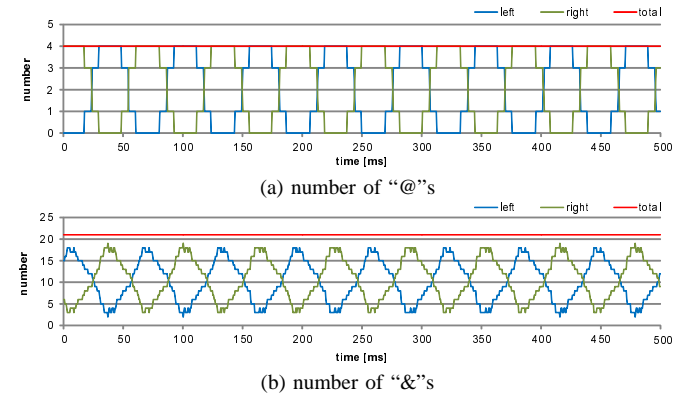 left right total
5
4
3
2
1
0
number
0 50 100 150 200 250 300 350 400 450 500
time [ms]
(a) number of “@”s
left right total
25
20
15
10
5
0
number
0 50 100 150 200 250 300 350 400 450 500
time [ms]
(b) number of “&”s